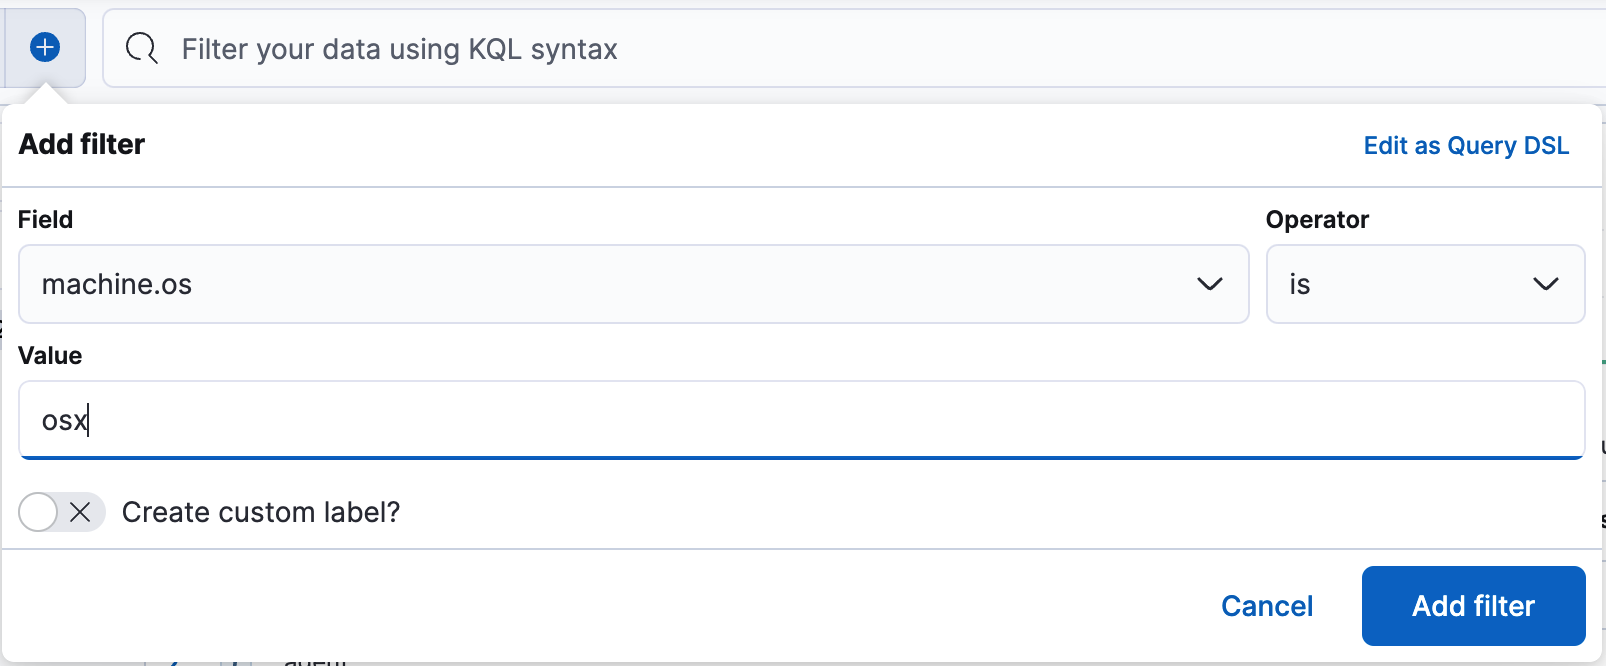 Filter your data using KQL syntax
Add filter
Edit as Query DSL
Field
Operator
machine.os
is
Value
osx
Create custom label?
Cancel
Add filter